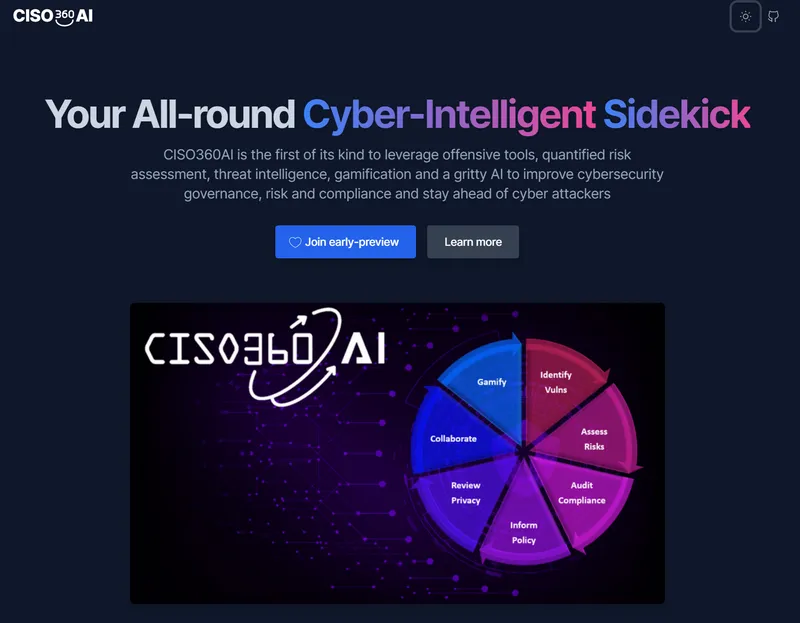 CISO360AI
Your All-round Cyber-Intelligent Sidekick
CISO360AI is the first of its kind to leverage offensive tools, quantified risk
assessment, threat intelligence, gamification and a gritty AI to improve cybersecurity
governance, risk and compliance and stay ahead of cyber attackers
Join early-preview
Learn more
CISO360 AI
Gamify
Identify
Vulns
Collaborate
Assess
Risks
Review
Privacy
Audit
Compliance
Inform
Policy